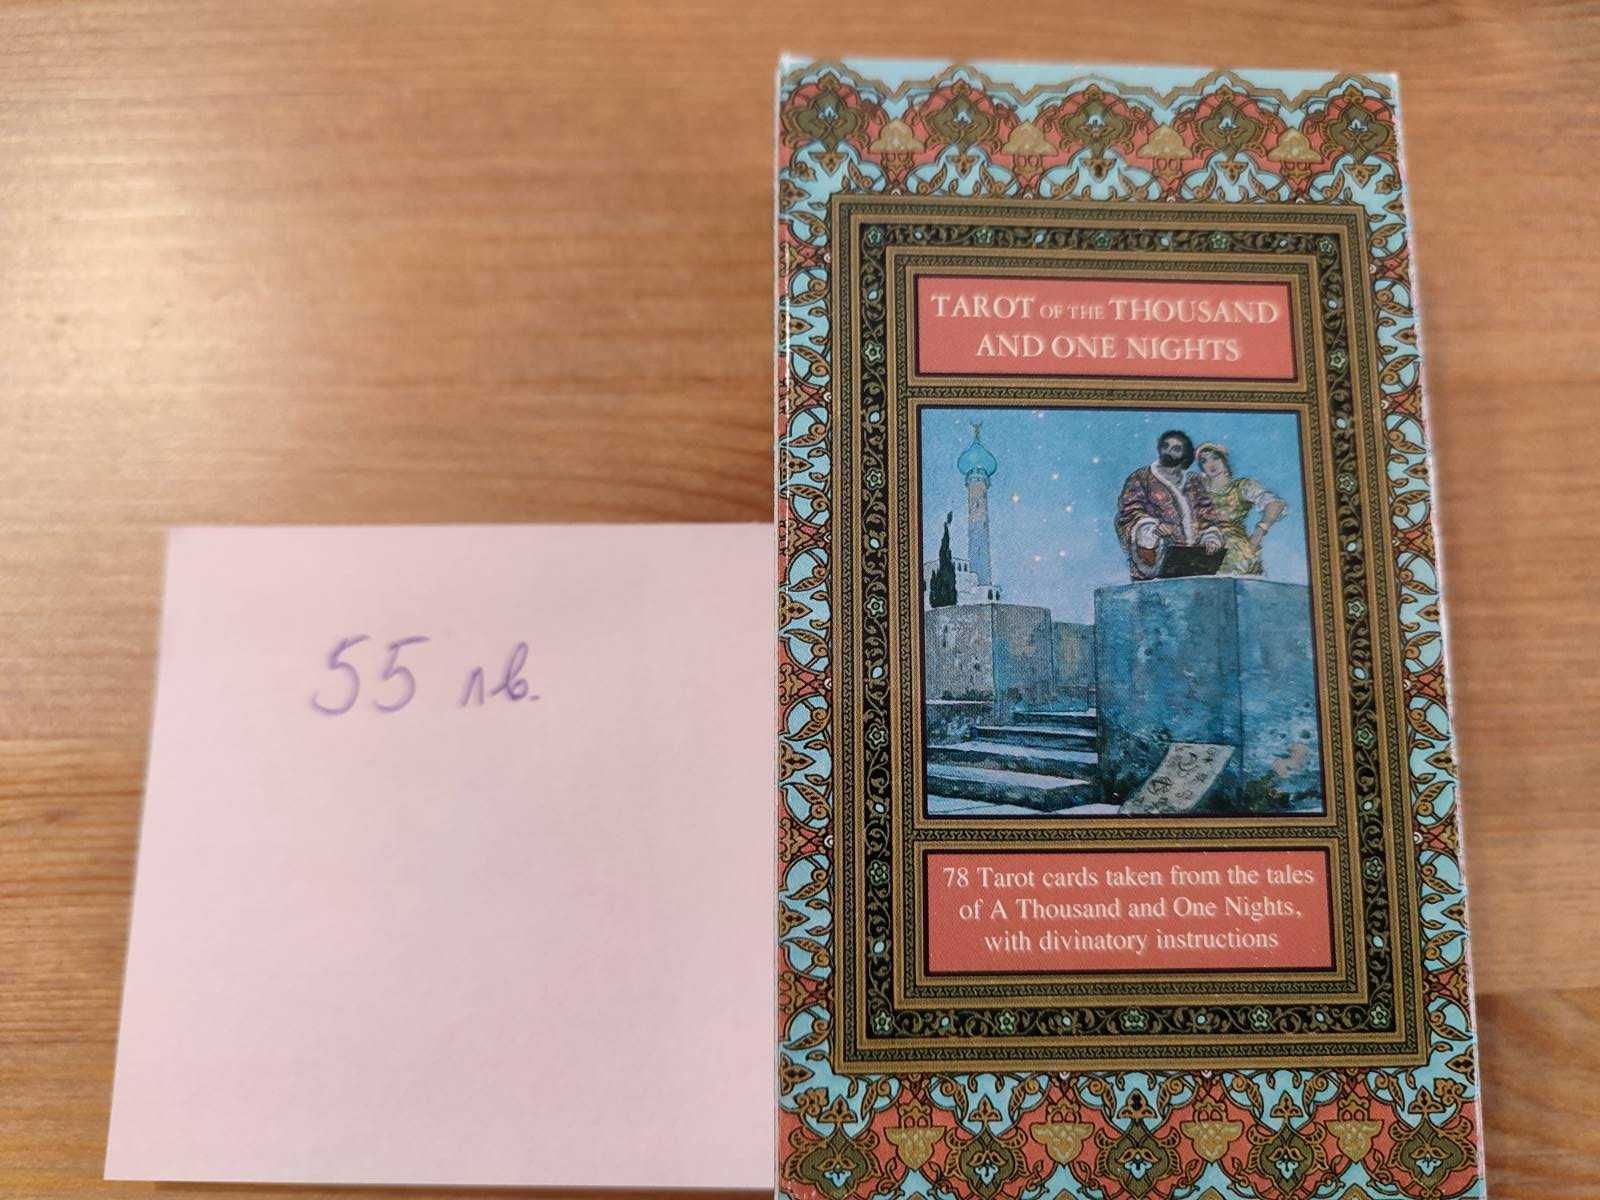 55 лв.
TAROT OF THE THOUSAND
AND ONE NIGHTS
78 Tarot cards taken from the tales
of A Thousand and One Nights,
with divinatory instructions